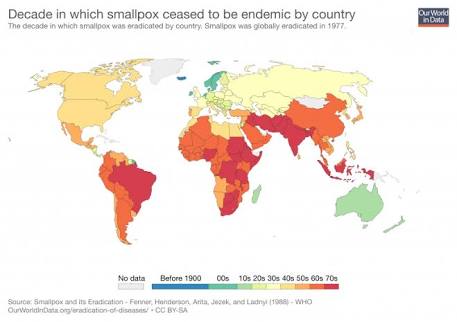 Decade in which smallpox ceased to be endemic by country
The decade in which smallpox was eradicated by country. Smallpox was globally eradicated in 1977.
Our World
in Data
No data
Before 1900
00s
10s 20s 30s 40s 50s 60s 70s
Source: Smallpox and its Eradication - Fenner, Henderson, Arita, Jezek, and Ladnyi (1988) - WHO
OurWorldInData.org/eradication-of-diseases/ • CC BY-SA